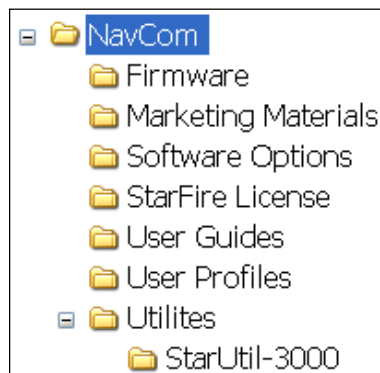 NavCom
Firmware
Marketing Materials
Software Options
StarFire License
User Guides
User Profiles
Utilites
StarUtil-3000